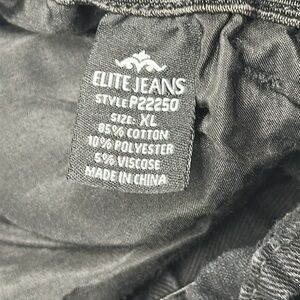 ELITE JEANS
STYLE P22250
SIZE: XL
85% COTTON
10% POLYESTER
5% VISCOSE
MADE IN CHINA